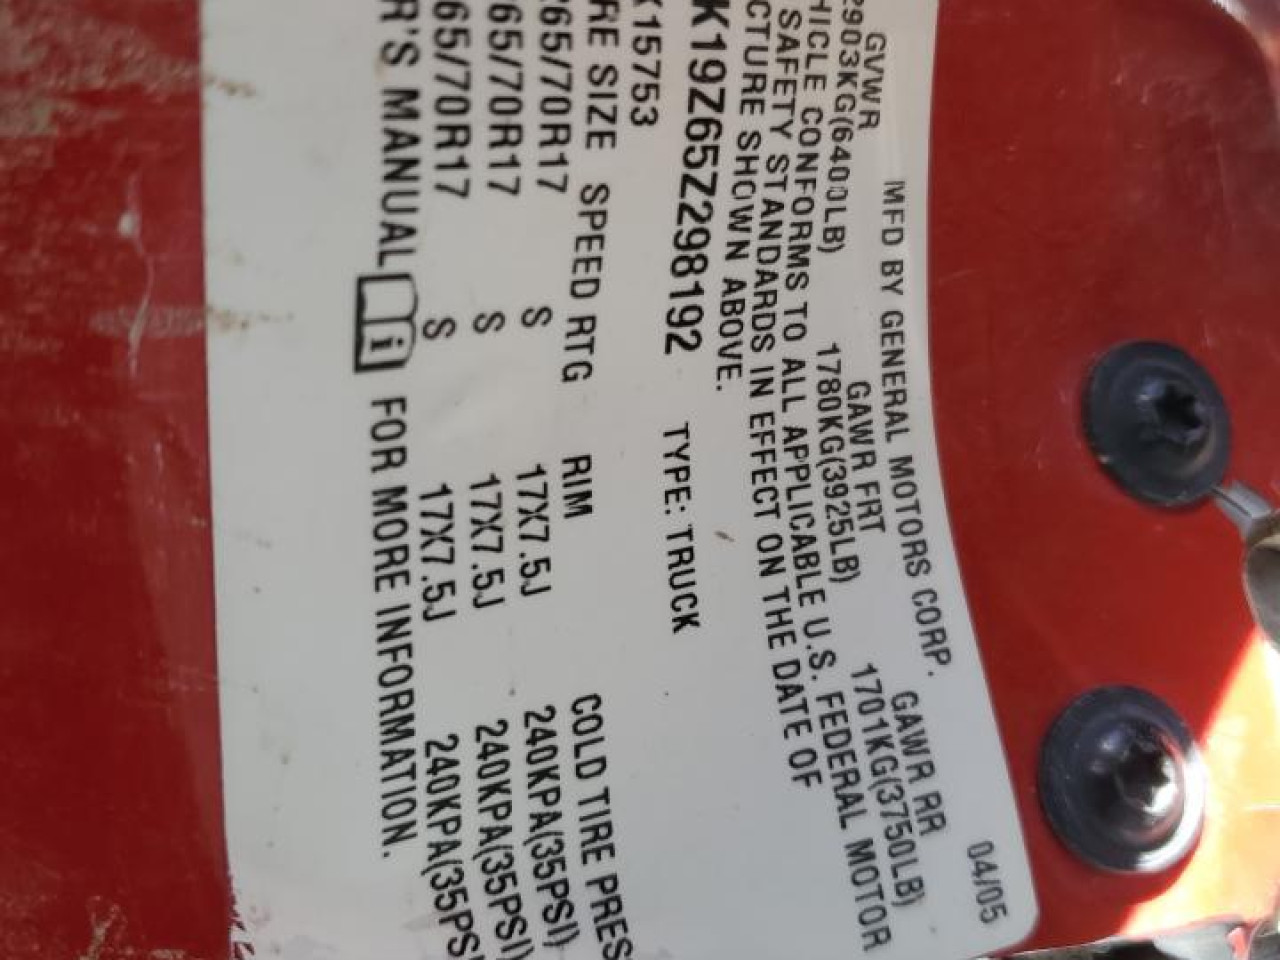 MFD BY GENERAL MOTORS CORP. 04/05
GVWR GAWR FRT GAWR RR
2903KG(6400LB) 1780KG(3925LB) 1701KG(3750LB)
HICLE CONFORMS TO ALL APPLICABLE U.S. FEDERAL MOTOR
SAFETY STANDARDS IN EFFECT ON THE DATE OF
CTURE SHOWN ABOVE.
K19Z65Z298192 TYPE: TRUCK
K15753
RE SIZE SPEED RTG RIM COLD TIRE PRES
265/70R17 S 17X7.5J 240KPA(35PSI)
265/70R17 S 17X7.5J 240KPA(35PSI)
65/70R17 S 17X7.5J 240KPA(35PSI
R'S MANUAL i FOR MORE INFORMATION.